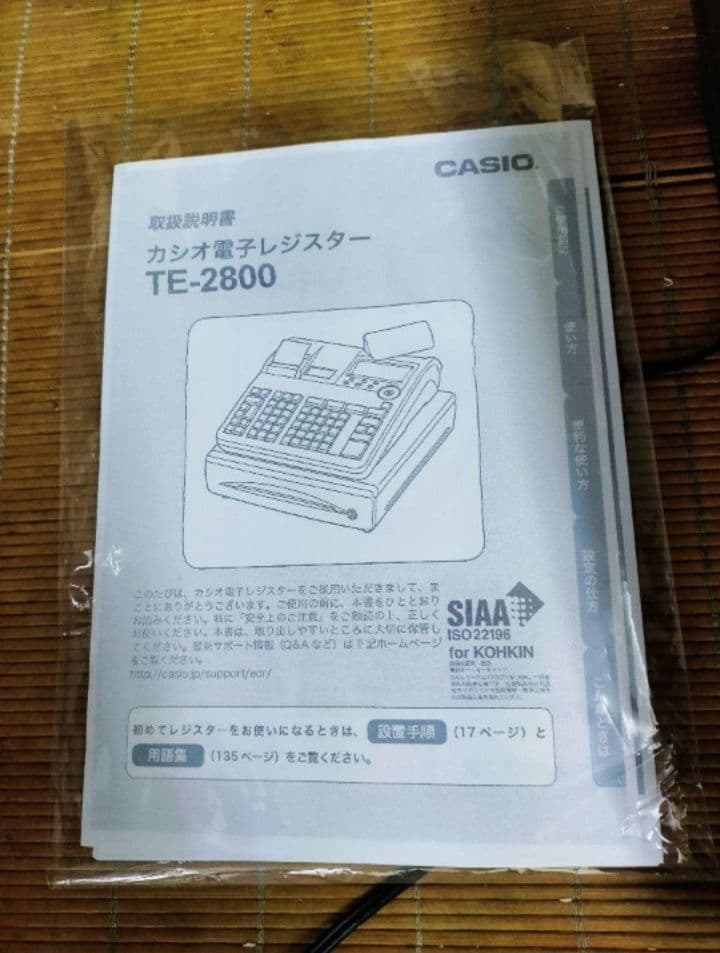 CASIO
取扱説明書
カシオ電子レジスター
TE-2800
ご使用前に
使い方
便利な使い方
設定の仕方
こんなときは
このたびは、カシオ電子レジスターをご採用いただきまして、ま
ことにありがとうございます。ご使用の前に、本書をひととおり
お読みください。特に「安全上のご注意」をご熟読の上、正しく
お使いください。本書は、取り出しやすいところに大切に保管し
てください。最新サポート情報（Q&Aなど）は下記ホームページ
をご覧ください。
http://casio.jp/support/ecr/
SIAA
ISO 22196
for KOHKIN
初めてレジスターをお使いになるときは、 設置手順 （17ページ）と
用語集 （135ページ）をご覧ください。